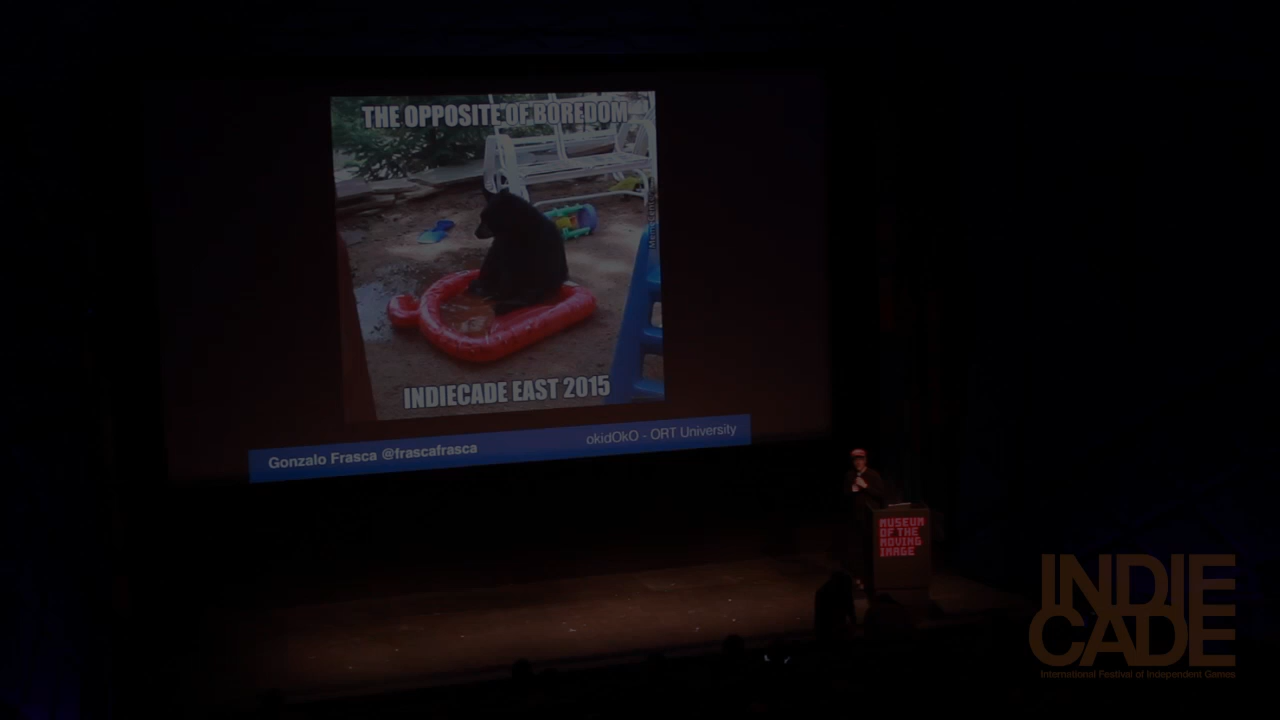 THE OPPOSITE OF BOREDOM
INDIECADE EAST 2015
Gonzalo Frasca @frascafrasca
okidOkO - ORT University
MUSEUM
OF THE
MOVING
IMAGE
INDIE
CADE
International Festival of Independent Games